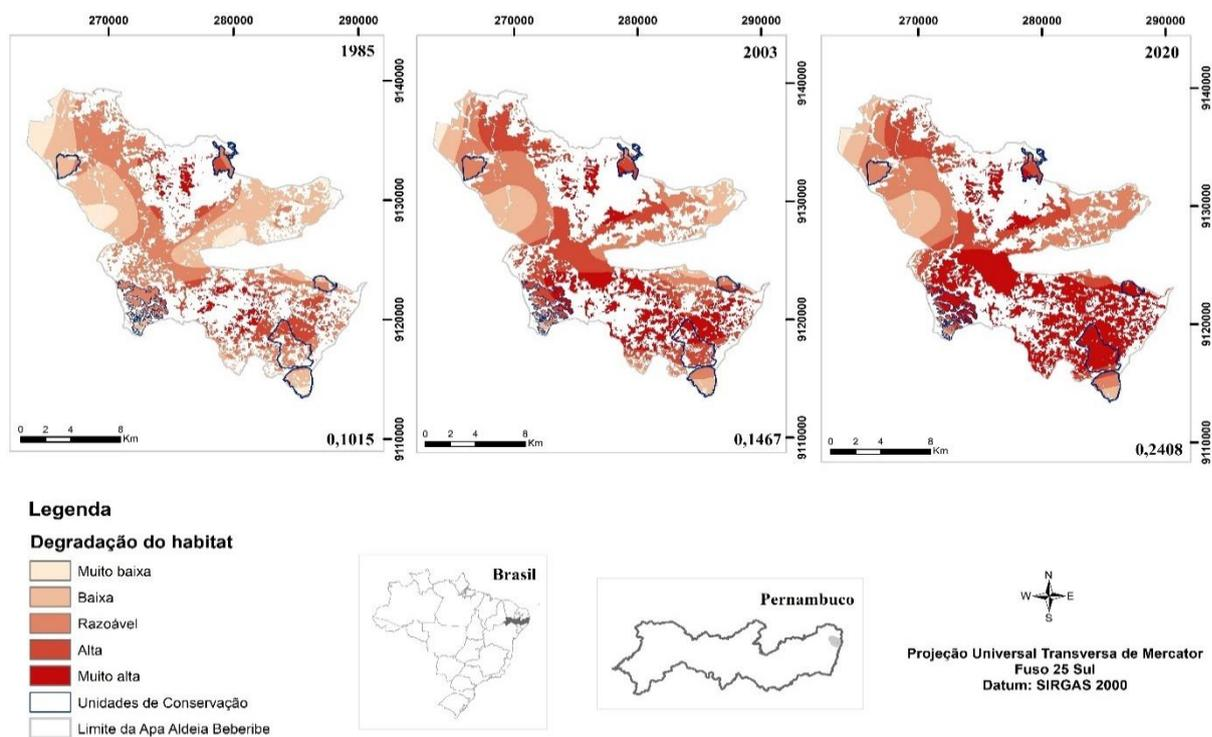 270000 280000 290000
270000 280000 290000
270000 280000 290000
1985
2003
2020
9140000
9130000
9120000
9110000
9140000
9130000
9120000
9110000
9140000
9130000
9120000
9110000
0 2 4 8 Km
0,1015
0 2 4 8 Km
0,1467
0 2 4 8 Km
0,2408
Legenda
Degradação do habitat
Muito baixa
Baixa
Razoável
Alta
Muito alta
Unidades de Conservação
Limite da Apa Aldeia Beberibe
Brasil
Pernambuco
N
W E
S
Projeção Universal Transversa de Mercator
Fuso 25 Sul
Datum: SIRGAS 2000